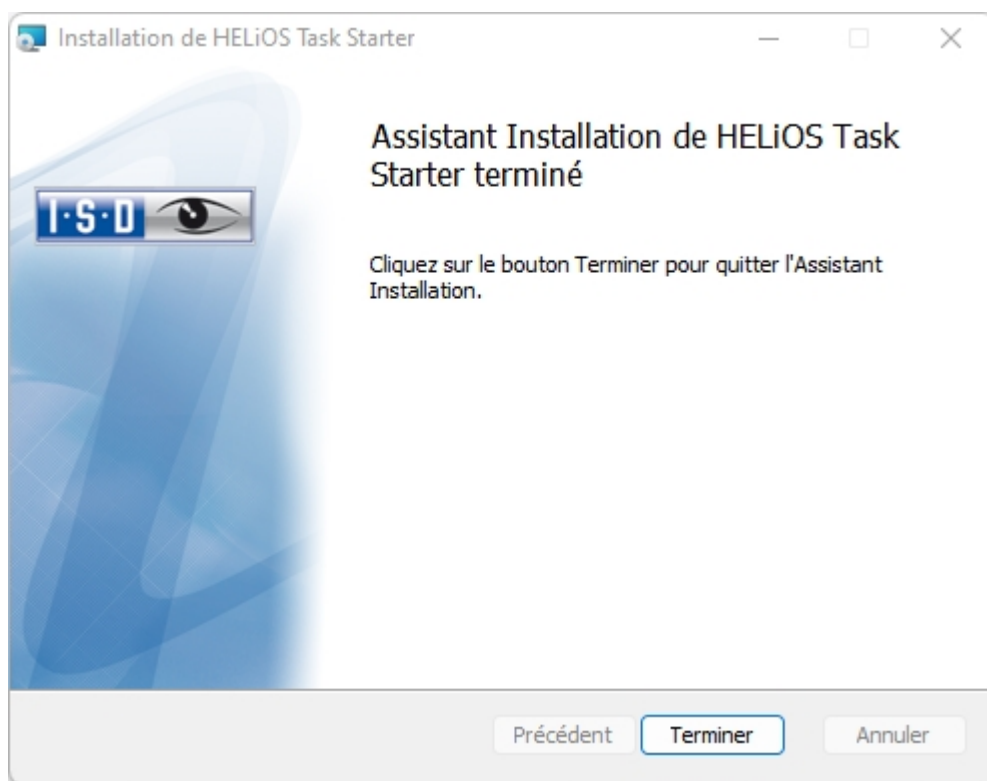 Installation de HELiOS Task Starter
Assistant Installation de HELiOS Task
Starter terminé
I·S·D
Cliquez sur le bouton Terminer pour quitter l'Assistant
Installation.
Précédent
Terminer
Annuler